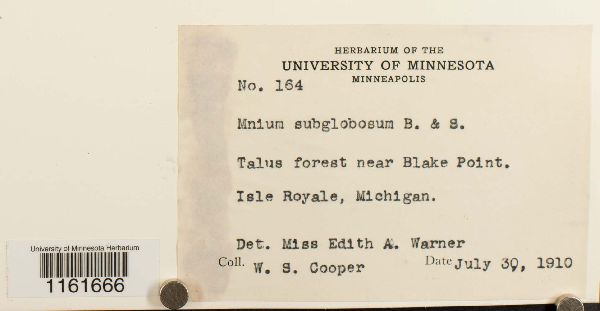 HERBARIUM OF THE
UNIVERSITY OF MINNESOTA
MINNEAPOLIS
No. 164
Mnium subglobosum B. & S.
Talus forest near Blake Point.
Isle Royale, Michigan.
Det. Miss Edith A. Warner
Coll. W. S. Cooper Date July 30, 1910
University of Minnesota Herbarium
1161666